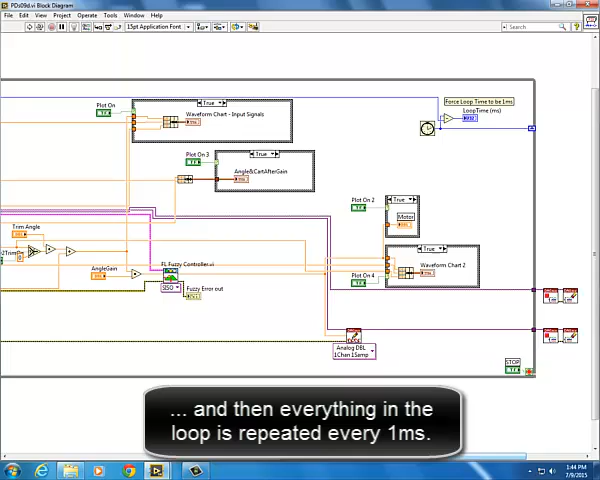 PDs09d.vi Block Diagram
File Edit View Project Operate Tools Window Help
15pt Application Font
Search
Force Loop Time to be 1ms
LoopTime (ms)
Plot On
True
Waveform Chart - Input Signals
Plot On 3
True
Angle&CartAfterGain
Plot On 2
True
Motor
Trim Angle
True
Waveform Chart 2
Plot On 4
AngleGain
FL Fuzzy Controller.vi
SISO
Fuzzy Error out
Analog DBL
1Chan 1Samp
STOP
... and then everything in the
loop is repeated every 1ms.
1:44 PM
7/9/2015